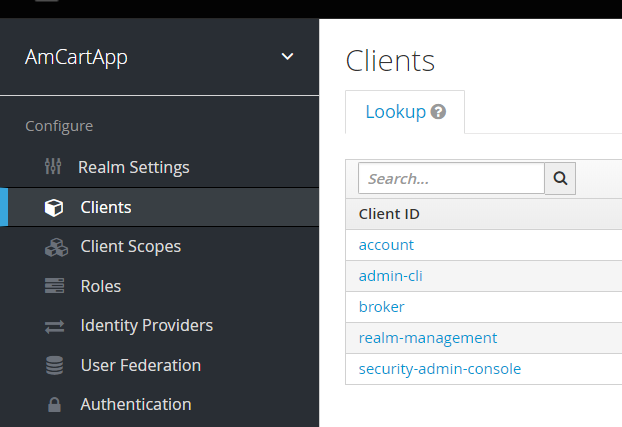 AmCartApp
Configure
Realm Settings
Clients
Client Scopes
Roles
Identity Providers
User Federation
Authentication
Clients
Lookup ?
Search...
Client ID
account
admin-cli
broker
realm-management
security-admin-console